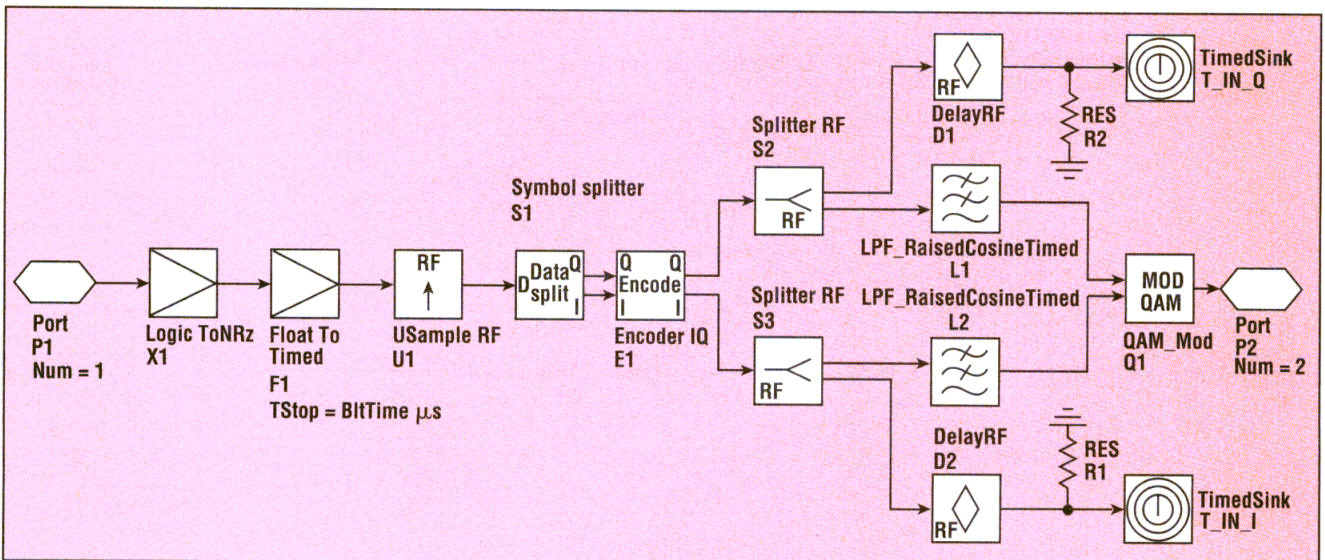 Port
P1
Num = 1
Logic ToNRz
X1
Float To
Timed
F1
TStop = BltTime μs
RF
USample RF
U1
Symbol splitter
S1
D Data split Q I
Q Q
Encode
I I
Encoder IQ
E1
Splitter RF
S2
RF
Splitter RF
S3
RF
RF
DelayRF
D1
RES
R2
TimedSink
T_IN_Q
LPF_RaisedCosineTimed
L1
LPF_RaisedCosineTimed
L2
MOD
QAM
QAM_Mod
Q1
Port
P2
Num = 2
DelayRF
D2
RF
RES
R1
TimedSink
T_IN_I